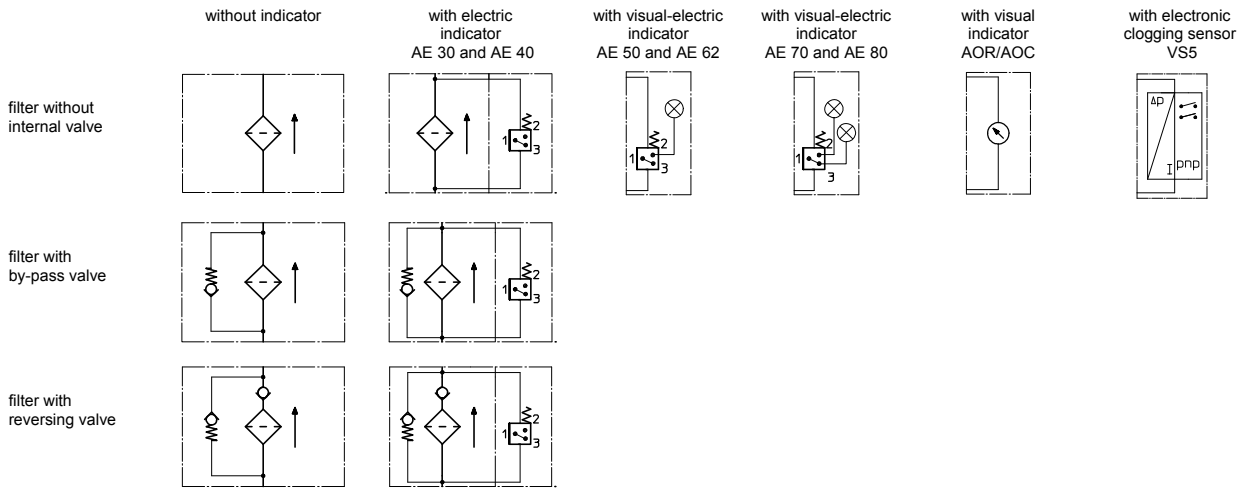 without indicator
with electric
indicator
AE 30 and AE 40
with visual-electric
indicator
AE 50 and AE 62
with visual-electric
indicator
AE 70 and AE 80
with visual
indicator
AOR/AOC
with electronic
clogging sensor
VS5
filter without
internal valve
1 2 3
1 2 3
1 2 3
Δp
I pnp
filter with
by-pass valve
1 2 3
filter with
reversing valve
1 2 3